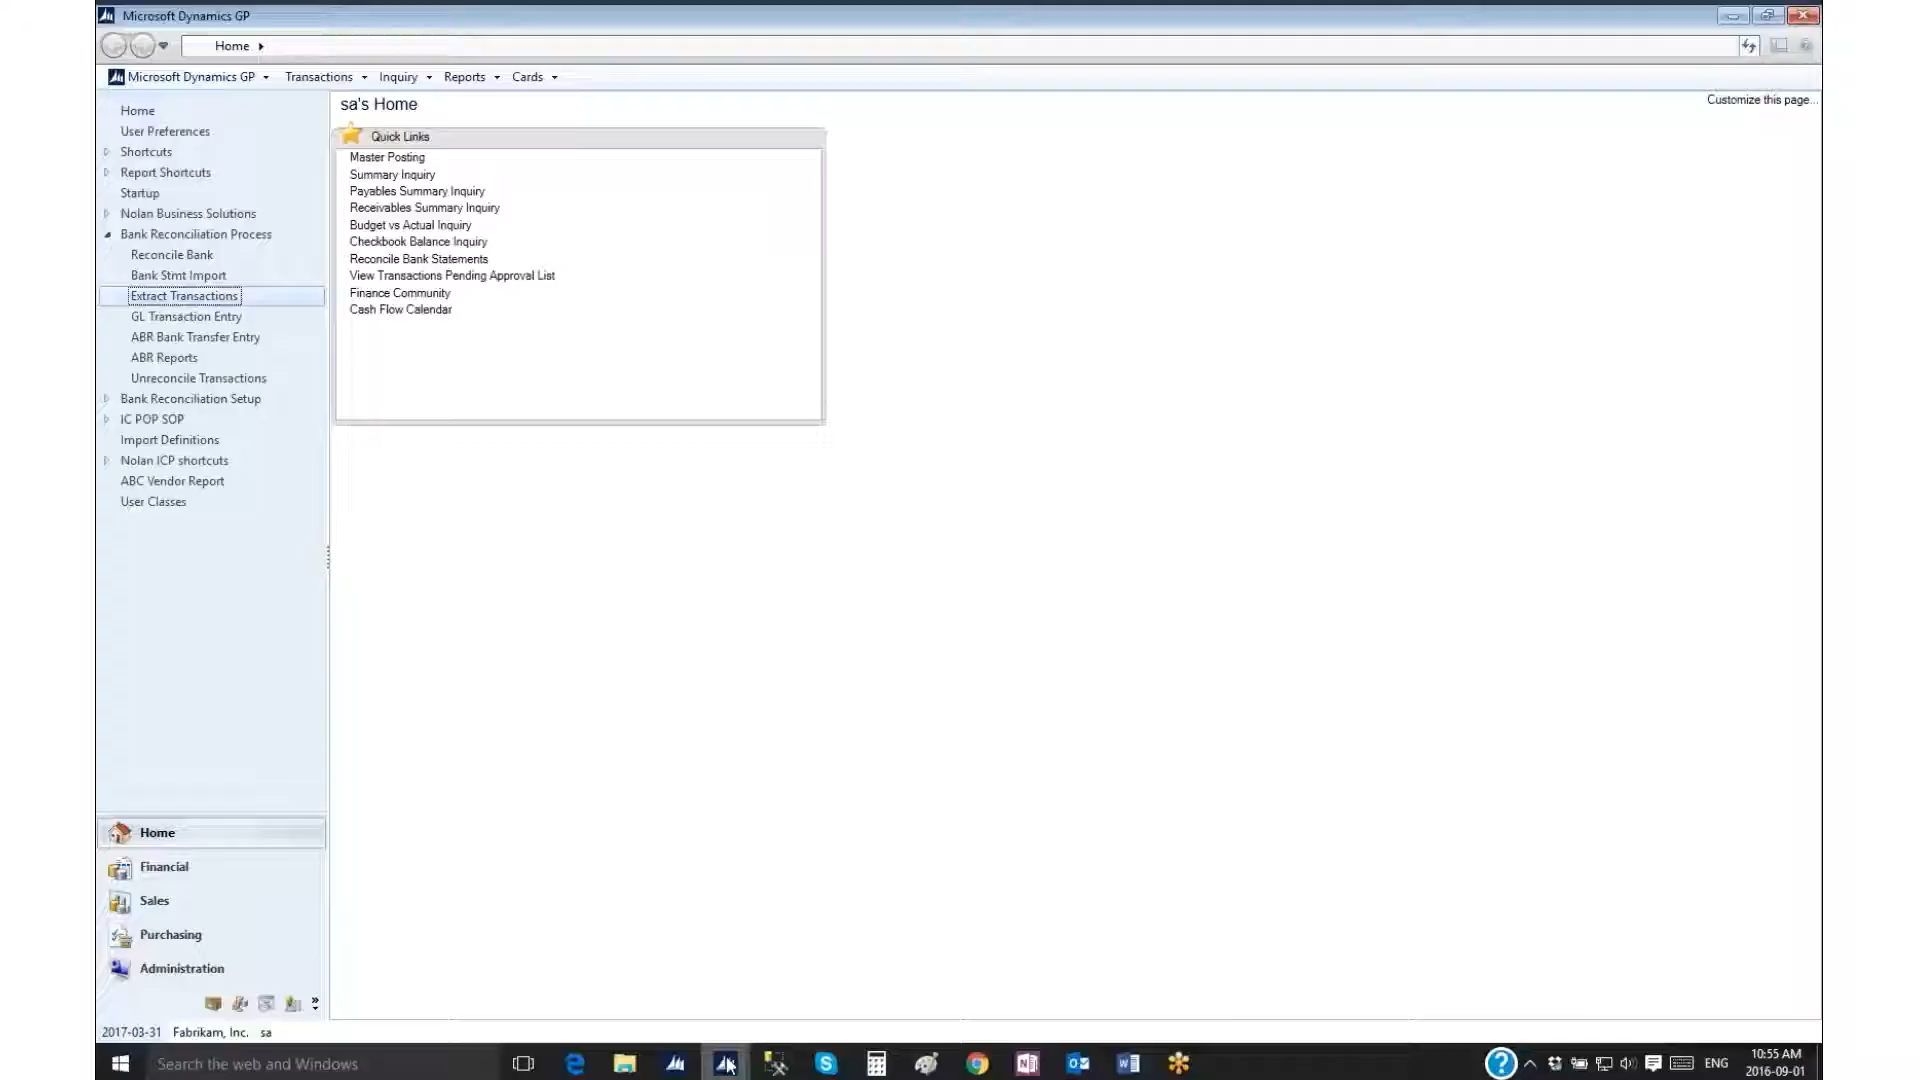 Microsoft Dynamics GP
Home
Microsoft Dynamics GP Transactions Inquiry Reports Cards
Home
User Preferences
Shortcuts
Report Shortcuts
Startup
Nolan Business Solutions
Bank Reconciliation Process
Reconcile Bank
Bank Stmt Import
Extract Transactions
GL Transaction Entry
ABR Bank Transfer Entry
ABR Reports
Unreconcile Transactions
Bank Reconciliation Setup
IC POP SOP
Import Definitions
Nolan ICP shortcuts
ABC Vendor Report
User Classes
sa's Home
Customize this page...
Quick Links
Master Posting
Summary Inquiry
Payables Summary Inquiry
Receivables Summary Inquiry
Budget vs Actual Inquiry
Checkbook Balance Inquiry
Reconcile Bank Statements
View Transactions Pending Approval List
Finance Community
Cash Flow Calendar
Home
Financial
Sales
Purchasing
Administration
2017-03-31 Fabrikam, Inc. sa
Search the web and Windows
ENG
10:55 AM
2016-09-01